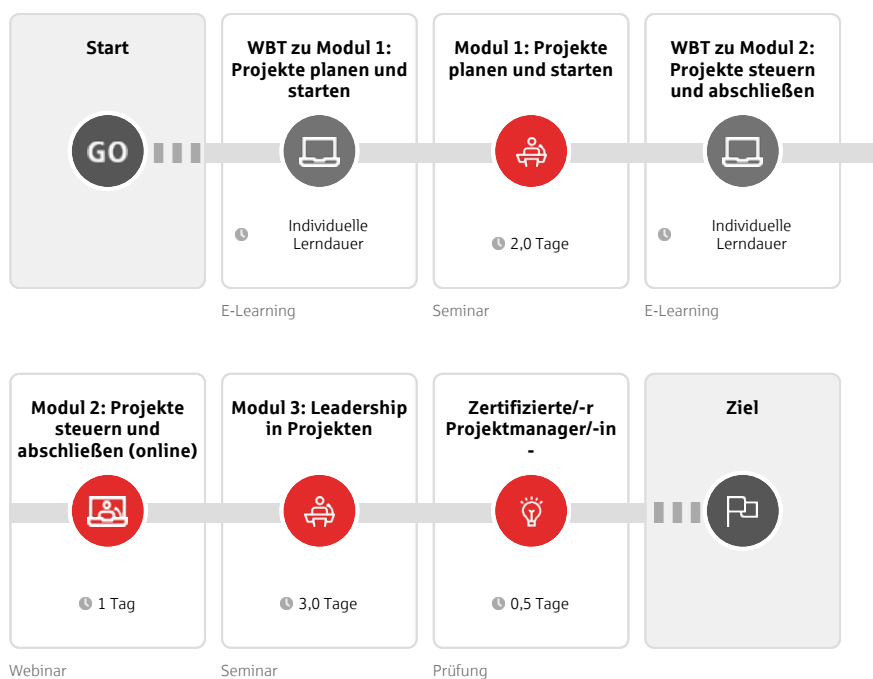 Start
GO
WBT zu Modul 1:
Projekte planen und
starten
Individuelle
Lerndauer
E-Learning
Modul 1: Projekte
planen und starten
2,0 Tage
Seminar
WBT zu Modul 2:
Projekte steuern
und abschließen
Individuelle
Lerndauer
E-Learning
Modul 2: Projekte
steuern und
abschließen (online)
1 Tag
Webinar
Modul 3: Leadership
in Projekten
3,0 Tage
Seminar
Zertifizierte/-r
Projektmanager/-in
-
0,5 Tage
Prüfung
Ziel